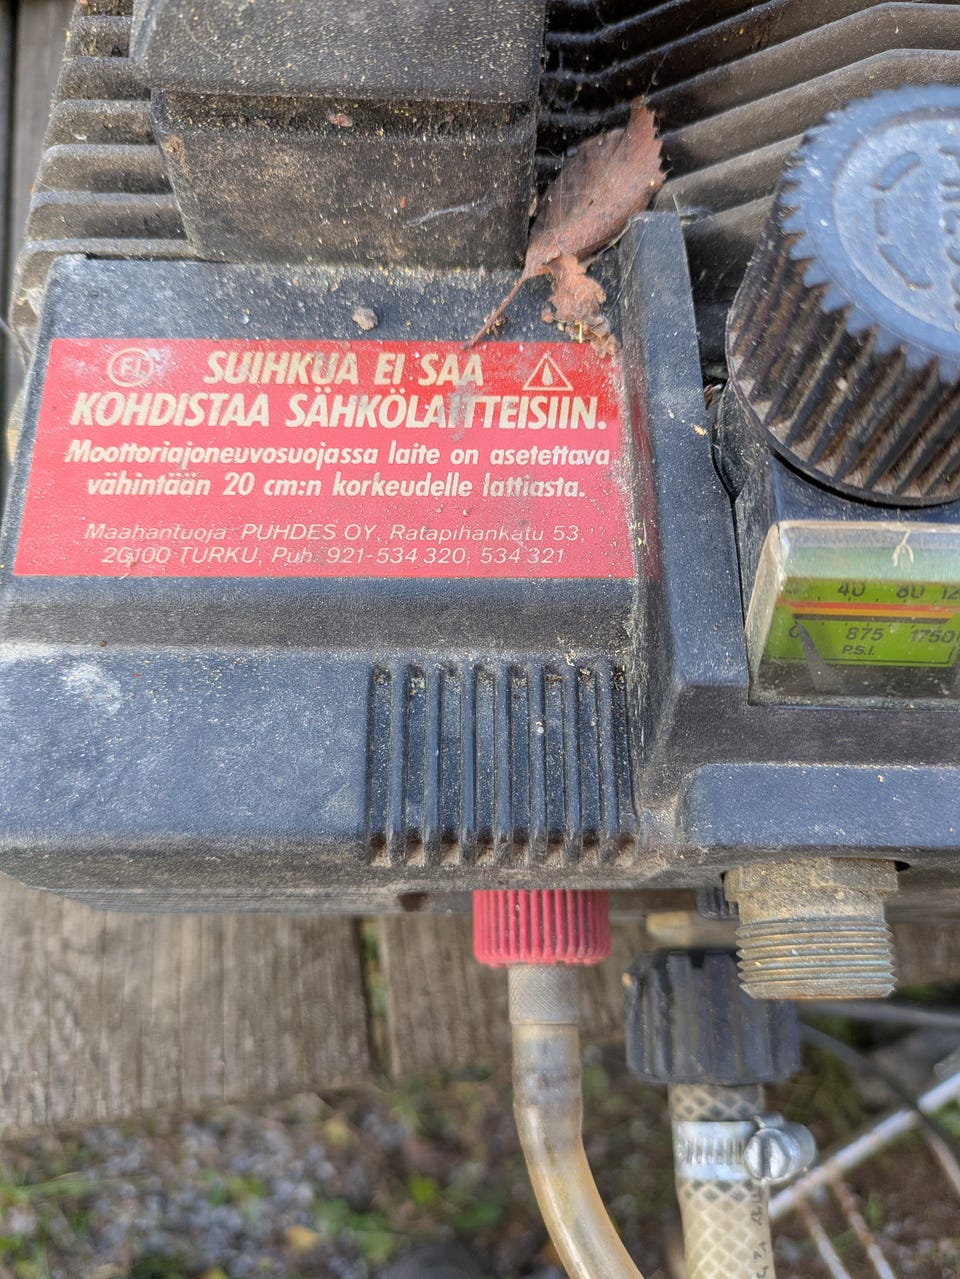 FI SUIHKUA EI SAA
KOHDISTAA SÄHKÖLAITTEISIIN.
Moottoriajoneuvosuojassa laite on asetettava
vähintään 20 cm:n korkeudelle lattiasta.
Maahantuoja: PUHDES OY, Ratapihankatu 53,
20100 TURKU, Puh. 921-534 320, 534 321
40 80 12
0 875 1750
P.S.I.